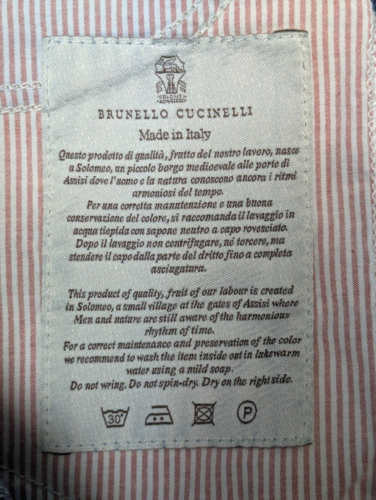 SOLOMEO
BRUNELLO CUCINELLI
Made in Italy
Questo prodotto di qualità, frutto del nostro lavoro, nasce
a Solomeo, un piccolo borgo medioevale alle porte di
Assisi dove l'uomo e la natura conoscono ancora i ritmi
armoniosi del tempo.
Per una corretta manutenzione e una buona
conservazione del colore, si raccomanda il lavaggio in
acqua tiepida con sapone neutro a capo rovesciato.
Dopo il lavaggio non centrifugare, né torcere, ma
stendere il capo dalla parte del dritto fino a completa
asciugatura.
This product of quality, fruit of our labour is created
in Solomeo, a small village at the gates of Assisi where
Men and nature are still aware of the harmonious
rhythm of time.
For a correct maintenance and preservation of the color
we recommend to wash the item inside out in lukewarm
water using a mild soap.
Do not wring. Do not spin-dry. Dry on the right side.
30° P